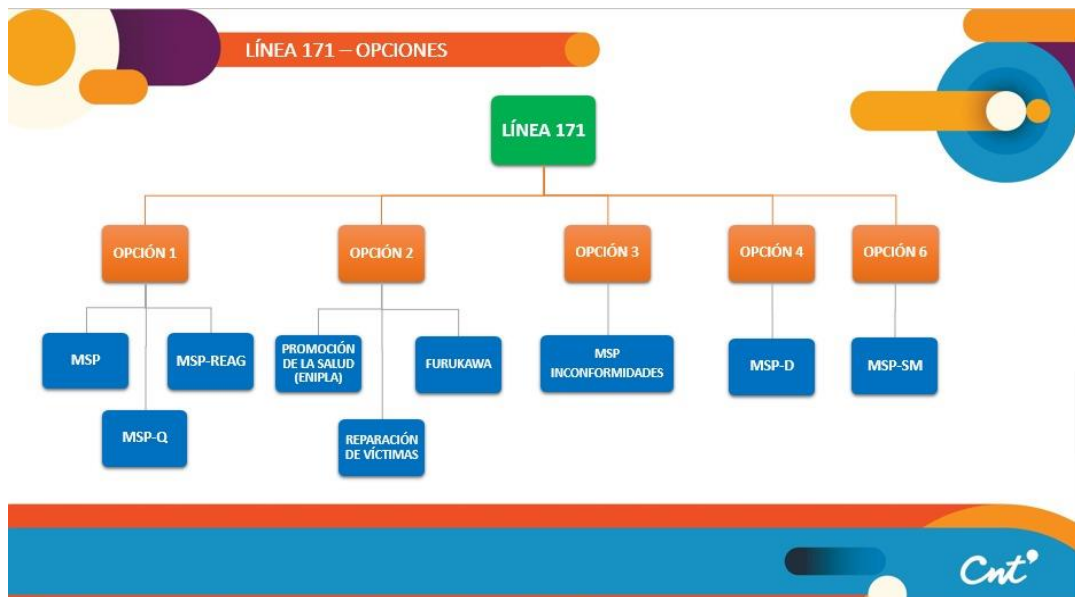 LÍNEA 171 – OPCIONES
LÍNEA 171
OPCIÓN 1
OPCIÓN 2
OPCIÓN 3
OPCIÓN 4
OPCIÓN 6
MSP
MSP-REAG
MSP-Q
PROMOCIÓN
DE LA SALUD
(ENIPLA)
FURUKAWA
REPARACIÓN
DE VÍCTIMAS
MSP
INCONFORMIDADES
MSP-D
MSP-SM
Cnt